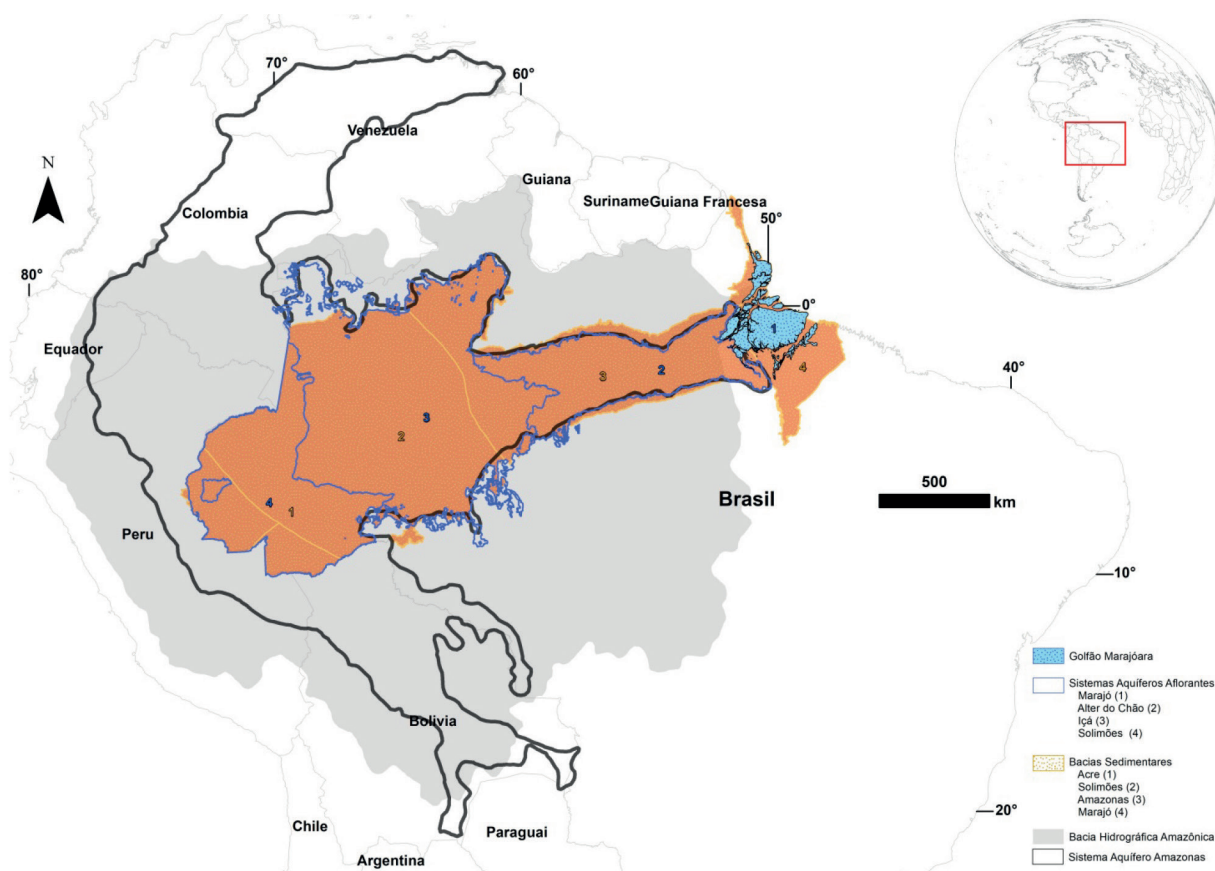 70°
60°
Venezuela
N
Guiana
Suriname
Guiana Francesa
Colombia
50°
80°
0°
1
Equador
4
3
2
40°
3
2
Brasil
500
km
4
1
Peru
10°
Golfão Marajóara
Sistemas Aquíferos Aflorantes
Marajó (1)
Alter do Chão (2)
Içá (3)
Solimões (4)
Bolivia
Bacias Sedimentares
Acre (1)
Solimões (2)
Amazonas (3)
Marajó (4)
20°
Chile
Paraguai
Bacia Hidrográfica Amazônica
Argentina
Sistema Aquífero Amazonas